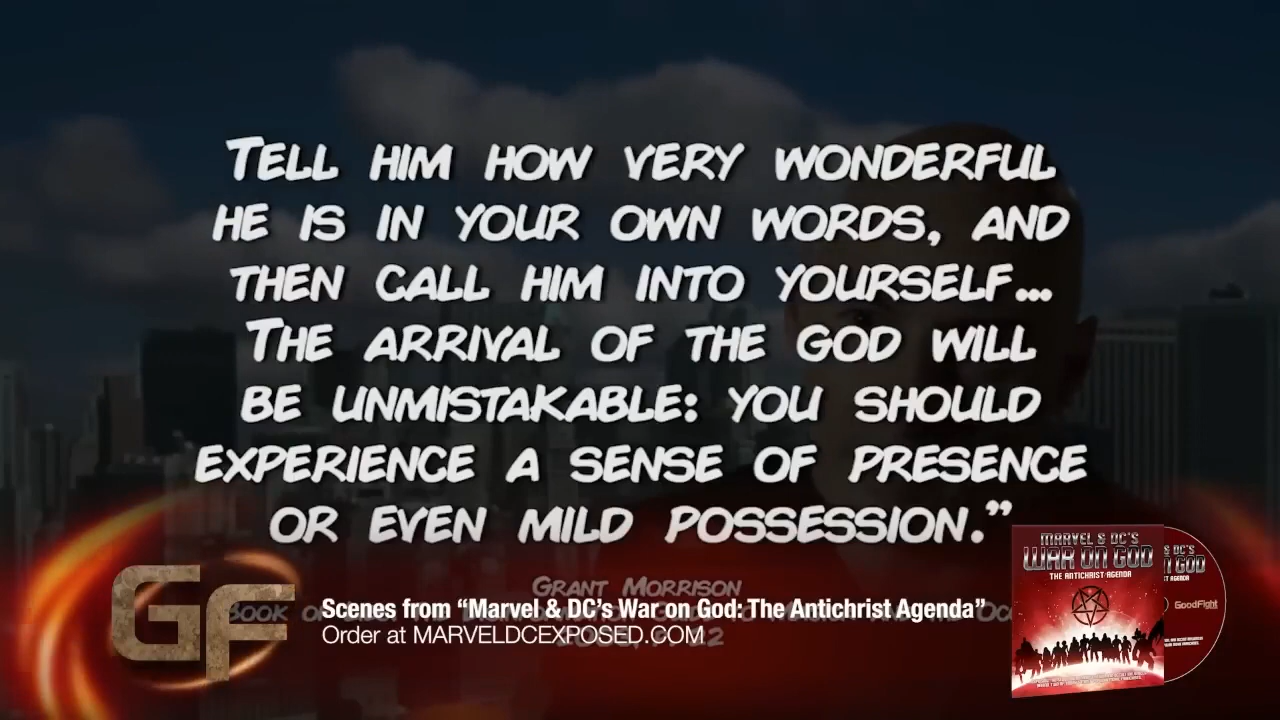 TELL HIM HOW VERY WONDERFUL
HE IS IN YOUR OWN WORDS, AND
THEN CALL HIM INTO YOURSELF...
THE ARRIVAL OF THE GOD WILL
BE UNMISTAKABLE: YOU SHOULD
EXPERIENCE A SENSE OF PRESENCE
OR EVEN MILD POSSESSION.”
GRANT MORRISON
BOOK
GF
Scenes from “Marvel & DC’s War on God: The Antichrist Agenda”
Order at MARVELDCEXPOSED.COM
MARVEL & DC'S
WAR ON GOD
THE ANTICHRIST AGENDA
GoodFight